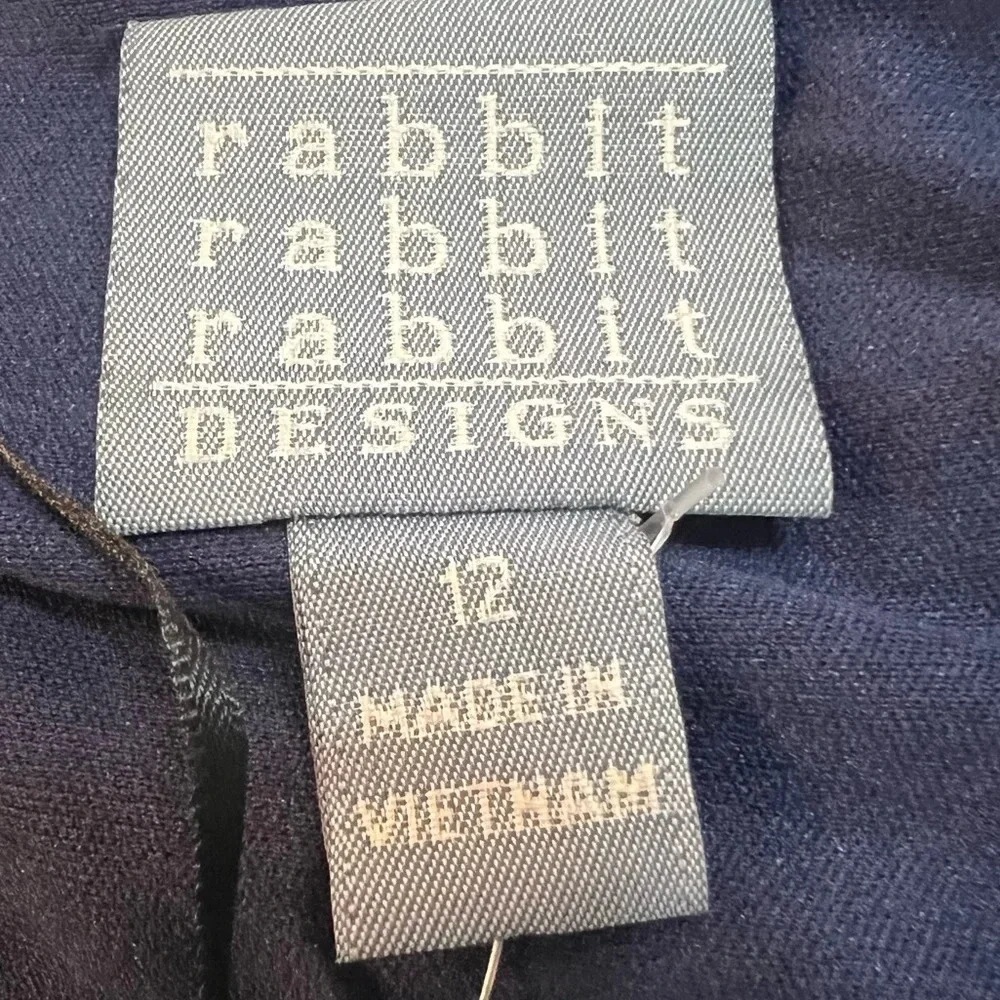 rabbit
rabbit
rabbit
DESIGNS
12
MADE IN
VIETNAM